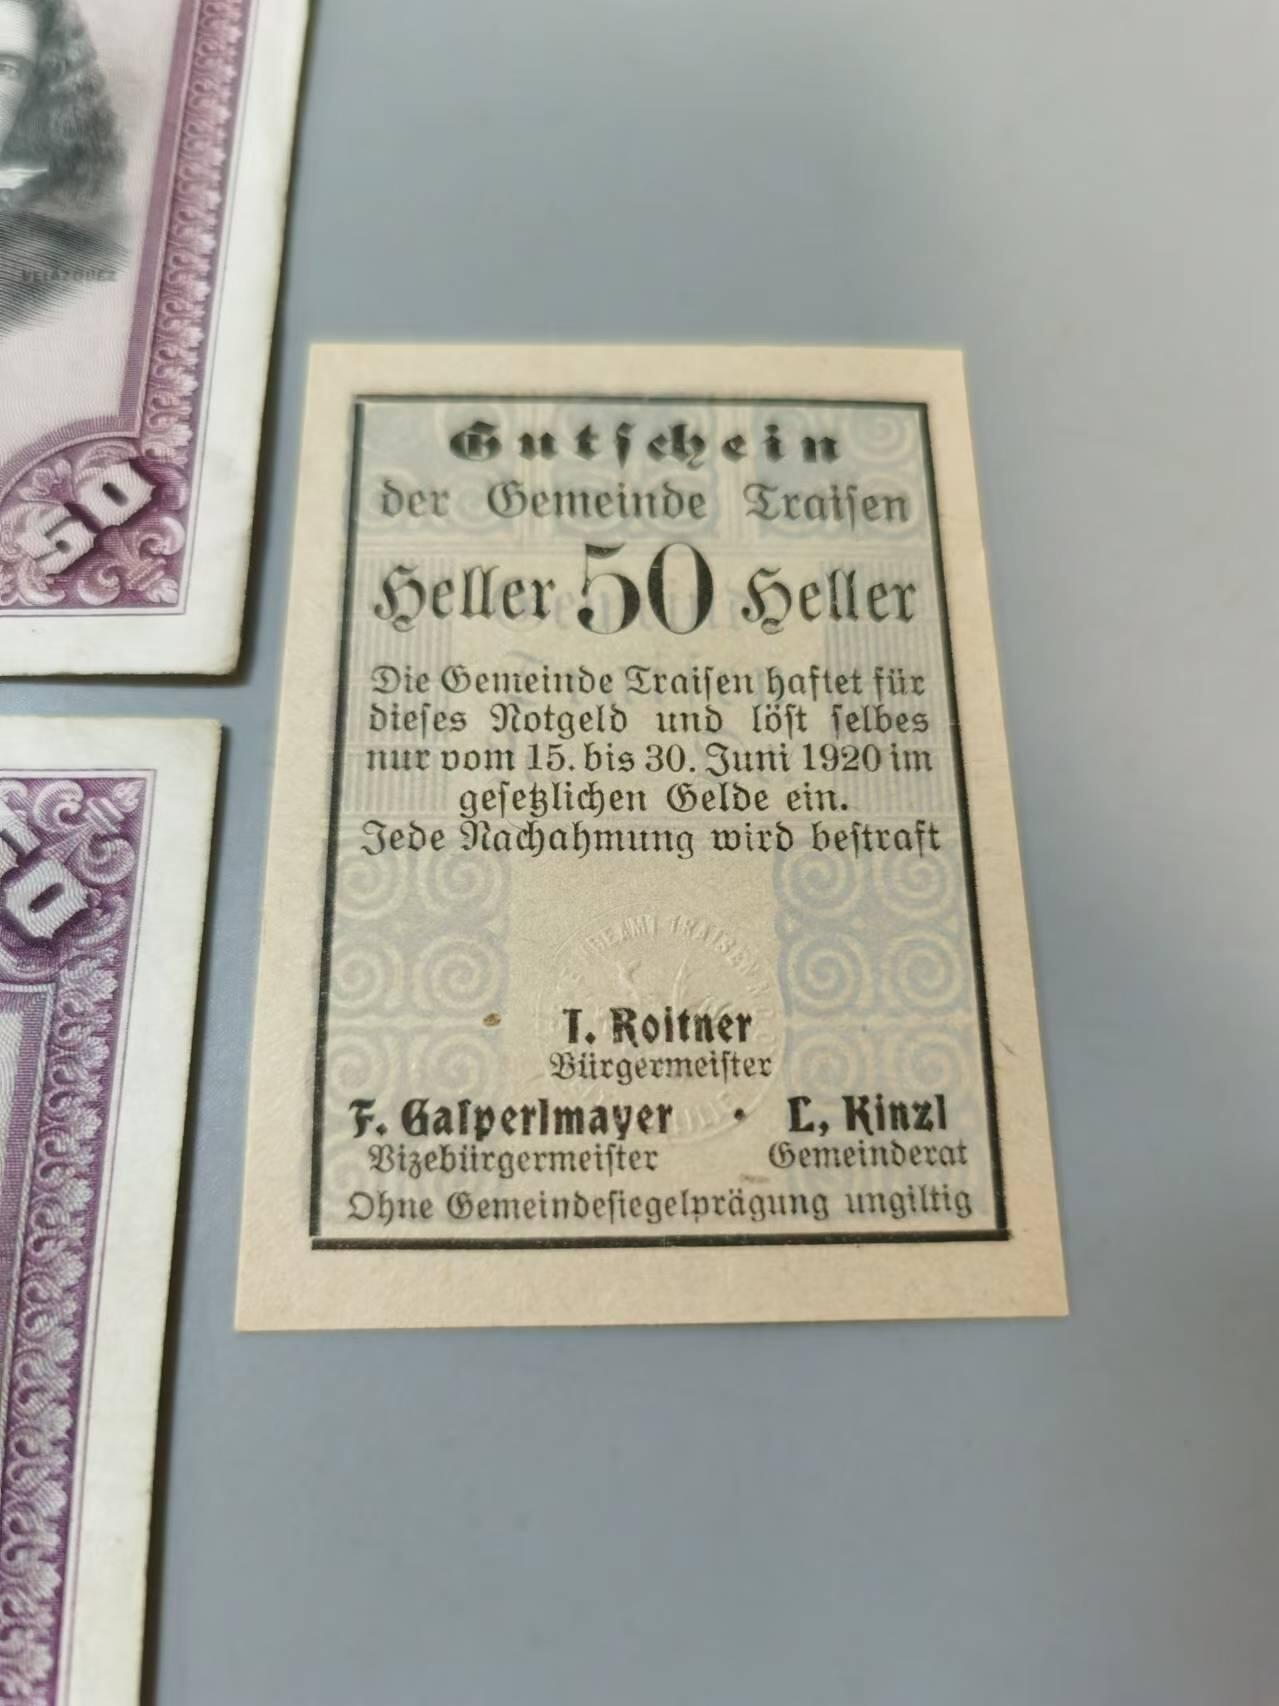 VELAZQUEZ
50
Gutschein
der Gemeinde Traisen
Heller 50 Heller
Die Gemeinde Traisen haftet für
dieses Notgeld und löst selbes
nur vom 15. bis 30. Juni 1920 im
gesetzlichen Gelde ein.
Jede Nachahmung wird bestraft
I. Roitner
Bürgermeister
F. Gasperlmayer • L, Kinzl
Vizebürgermeister Gemeinderat
Ohne Gemeindesiegelprägung ungiltig